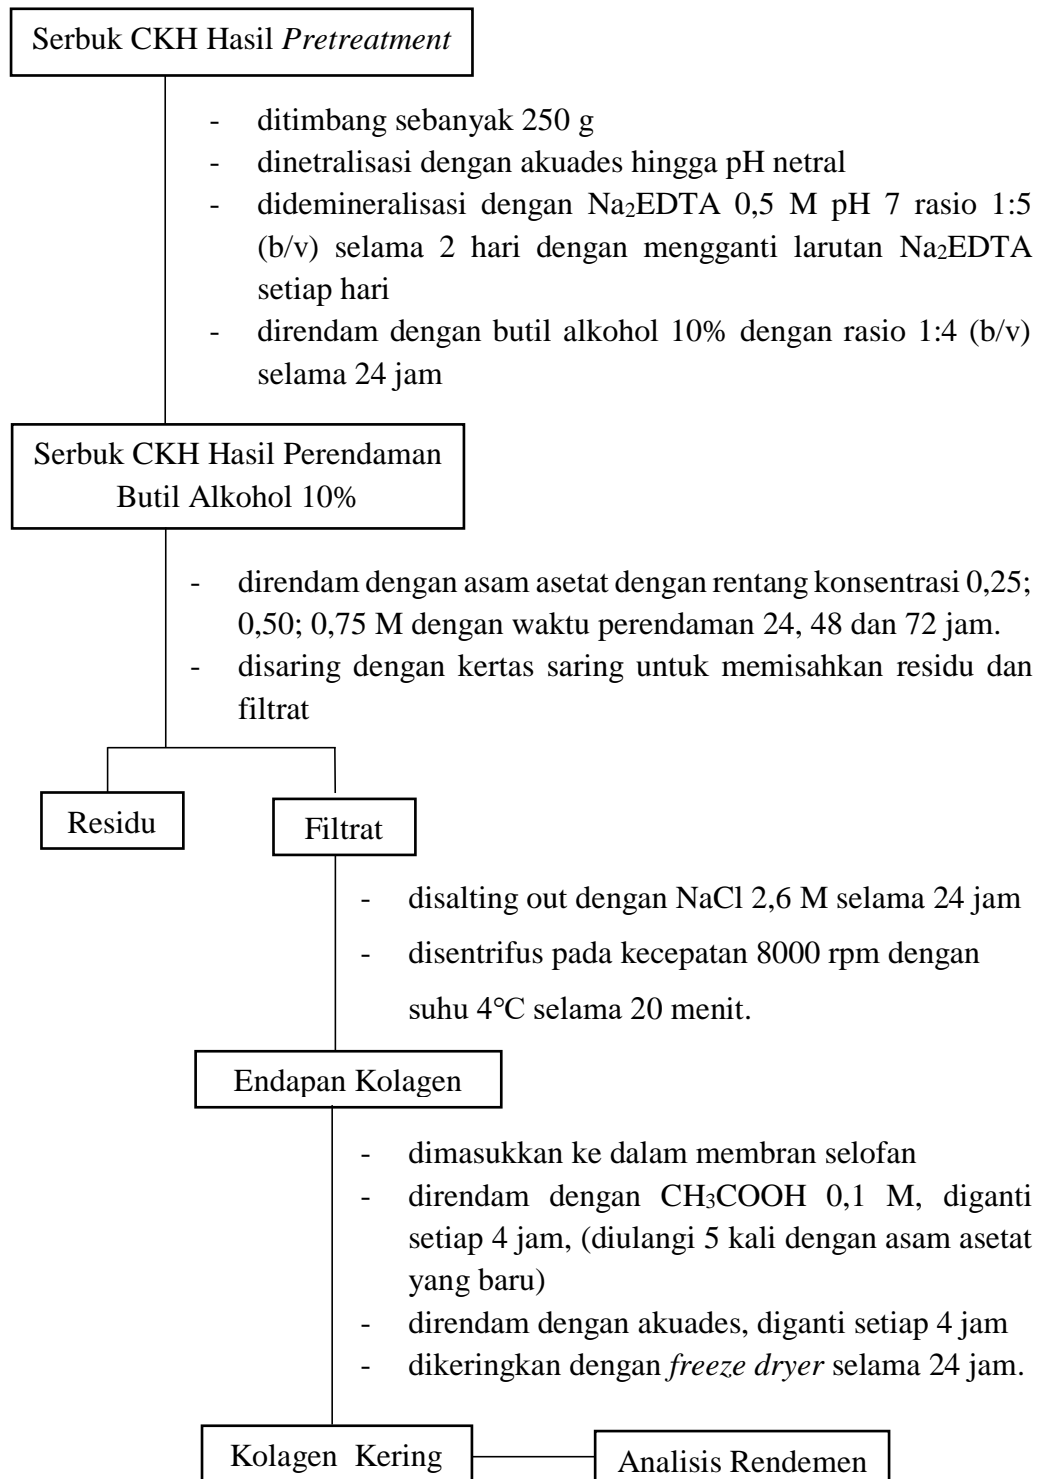 Serbuk CKH Hasil Pretreatment
- ditimbang sebanyak 250 g
- dinetralisasi dengan akuades hingga pH netral
- didemineralisasi dengan Na₂EDTA 0,5 M pH 7 rasio 1:5
(b/v) selama 2 hari dengan mengganti larutan Na₂EDTA
setiap hari
- direndam dengan butil alkohol 10% dengan rasio 1:4 (b/v)
selama 24 jam
Serbuk CKH Hasil Perendaman
Butil Alkohol 10%
- direndam dengan asam asetat dengan rentang konsentrasi 0,25;
0,50; 0,75 M dengan waktu perendaman 24, 48 dan 72 jam.
- disaring dengan kertas saring untuk memisahkan residu dan
filtrat
Residu
Filtrat
- disalting out dengan NaCl 2,6 M selama 24 jam
- disentrifus pada kecepatan 8000 rpm dengan
suhu 4°C selama 20 menit.
Endapan Kolagen
- dimasukkan ke dalam membran selofan
- direndam dengan CH₃COOH 0,1 M, diganti
setiap 4 jam, (diulangi 5 kali dengan asam asetat
yang baru)
- direndam dengan akuades, diganti setiap 4 jam
- dikeringkan dengan freeze dryer selama 24 jam.
Kolagen Kering
Analisis Rendemen